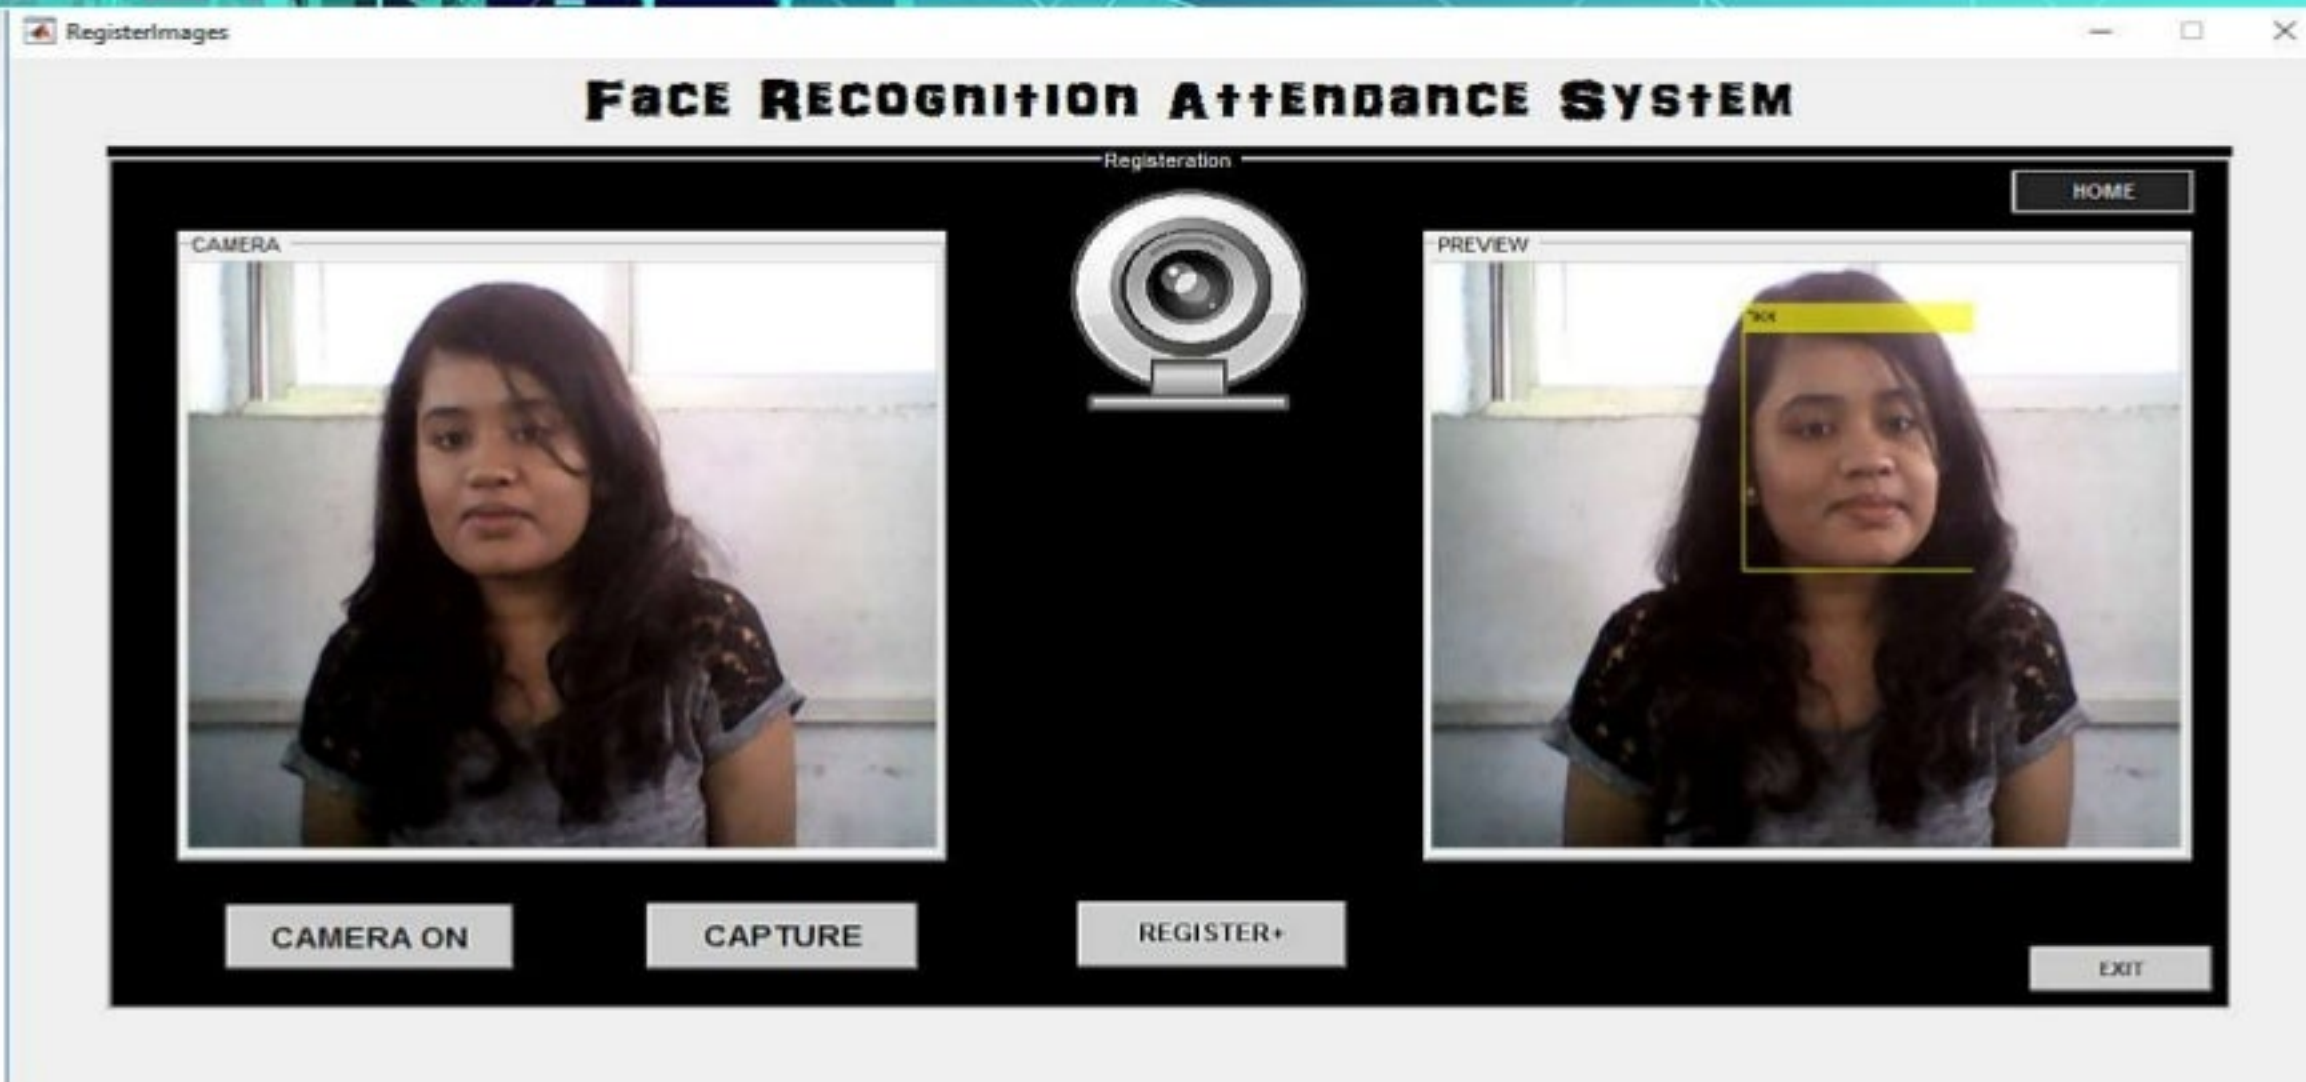 RegisterImages
Face Recognition Attendance System
Registeration
HOME
CAMERA
PREVIEW
CAMERA ON
CAPTURE
REGISTER+
EXIT